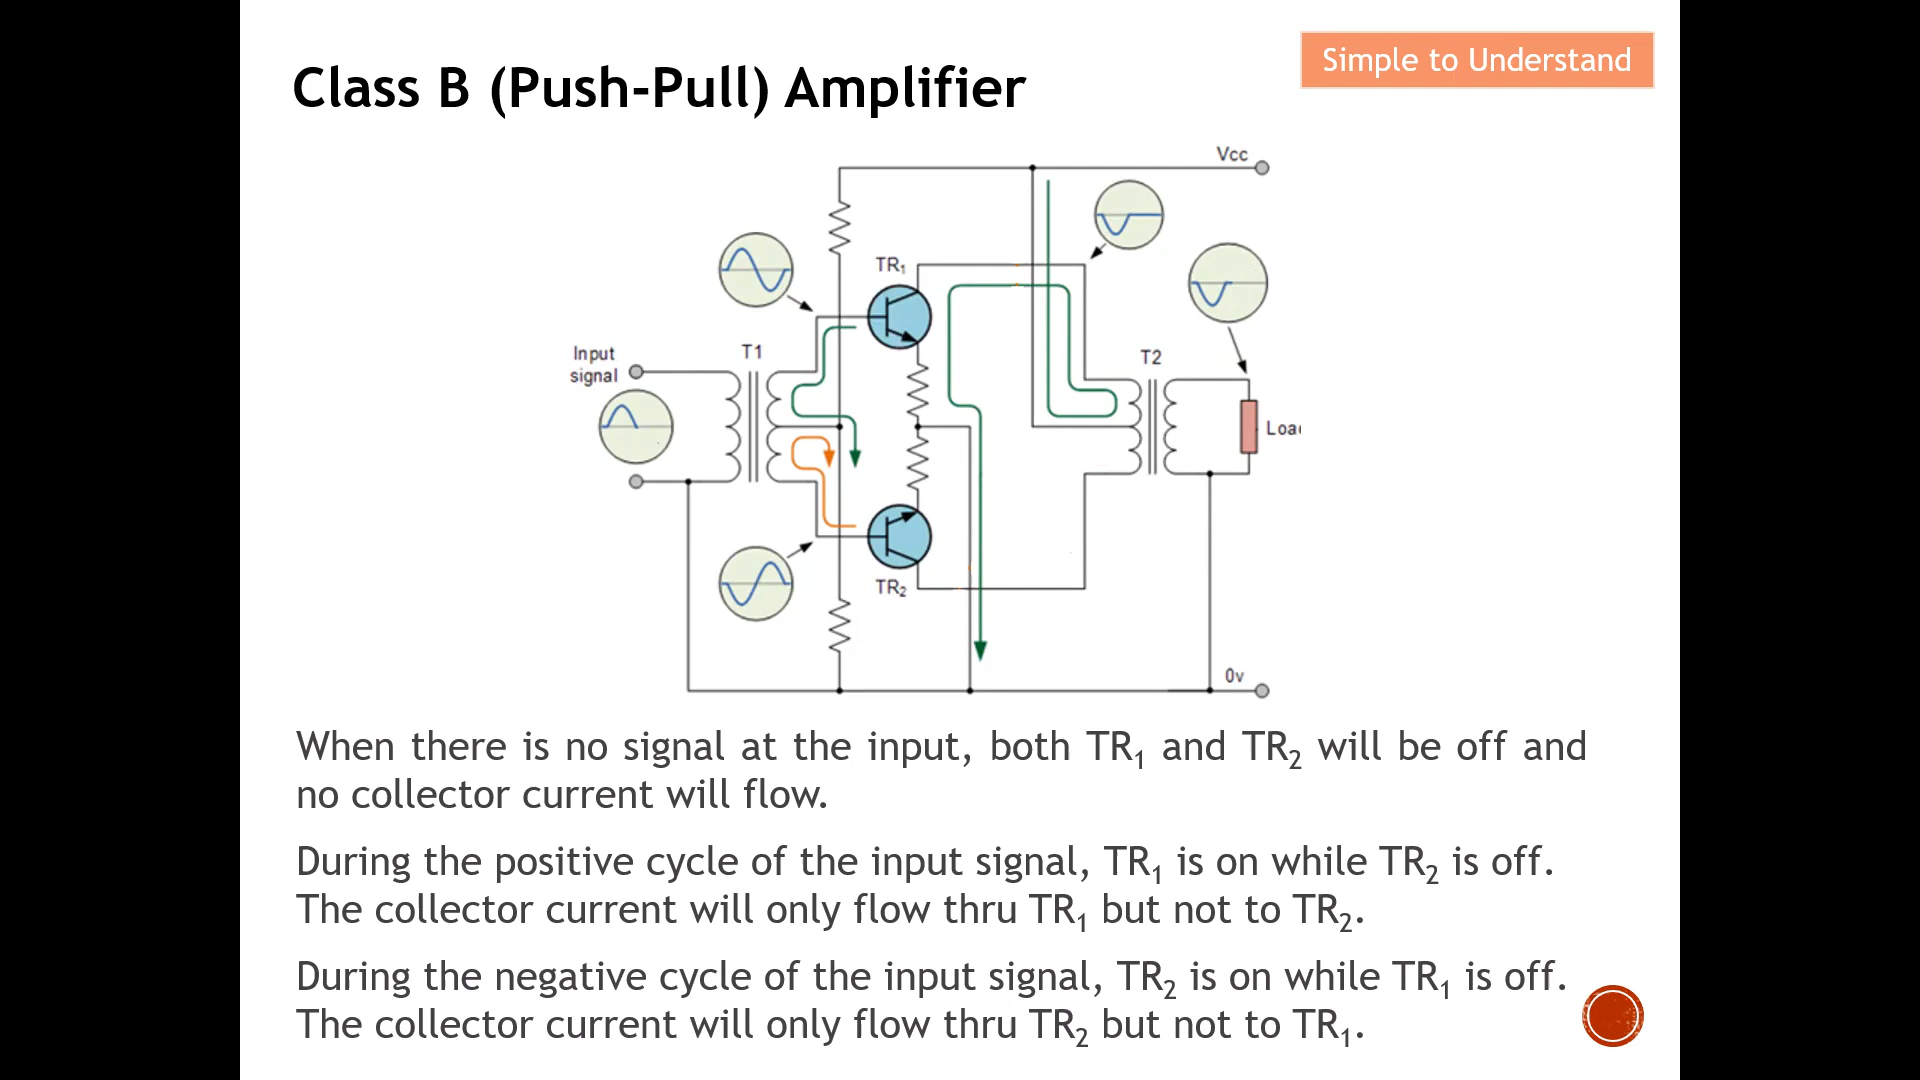 Simple to Understand
Class B (Push-Pull) Amplifier
Vcc
TR1
Input
signal
T1
T2
Loa
TR2
0v
When there is no signal at the input, both TR1 and TR2 will be off and
no collector current will flow.
During the positive cycle of the input signal, TR1 is on while TR2 is off.
The collector current will only flow thru TR1 but not to TR2.
During the negative cycle of the input signal, TR2 is on while TR1 is off.
The collector current will only flow thru TR2 but not to TR1.